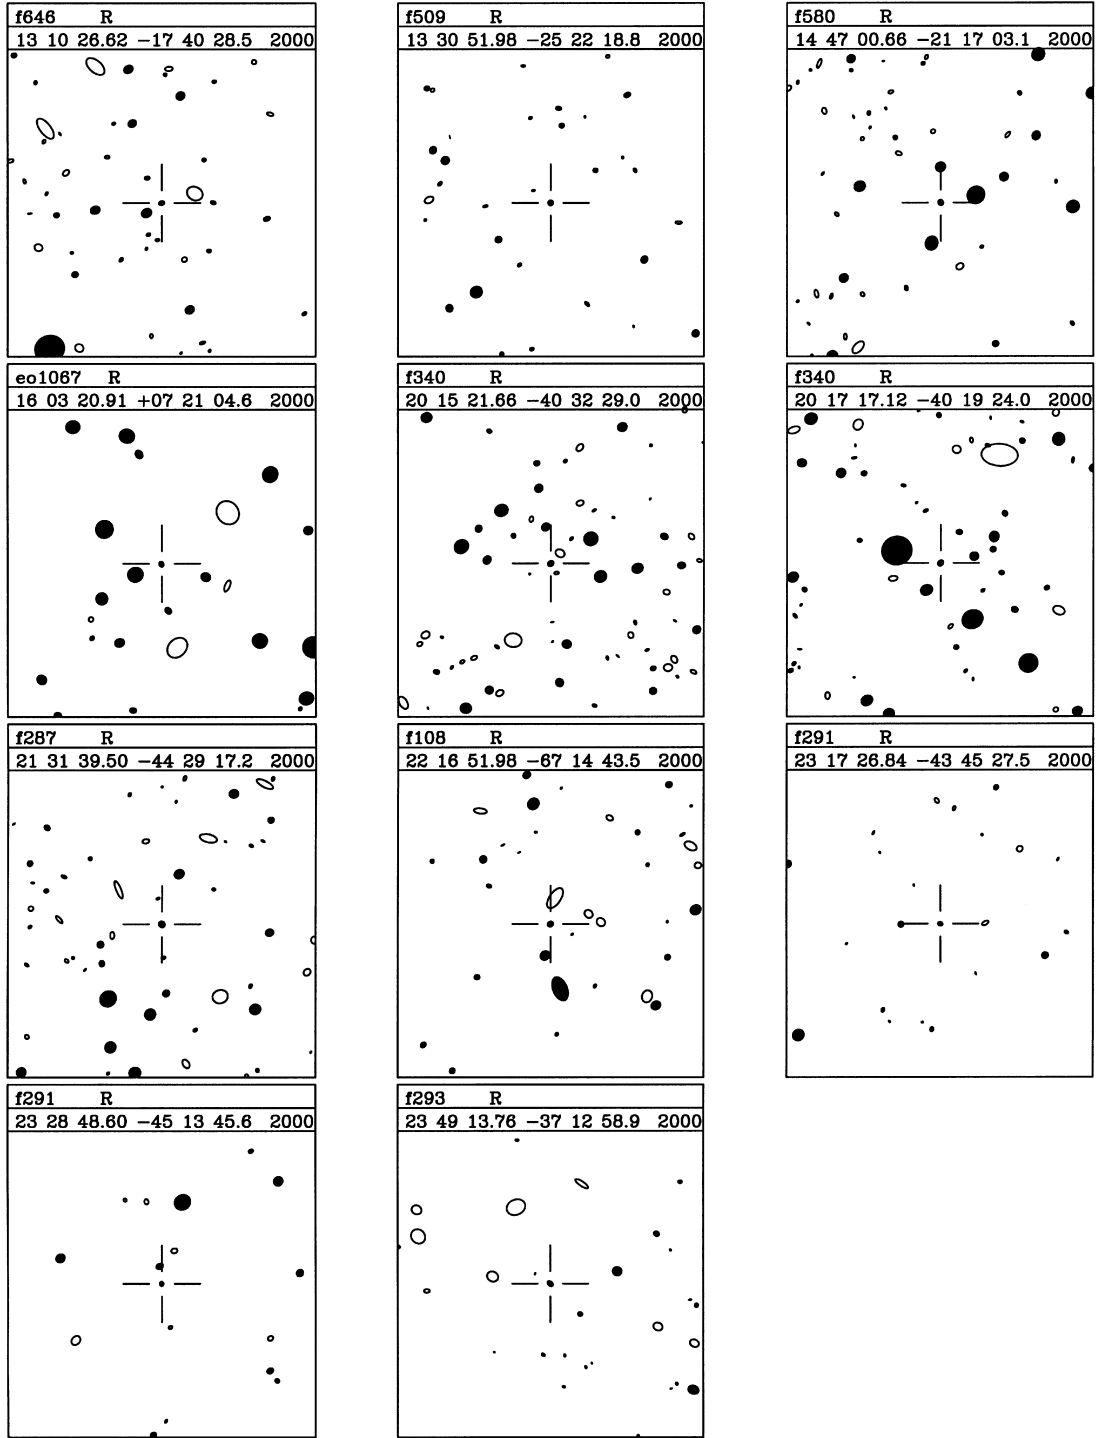 f646 R
13 10 26.62 −17 40 28.5 2000
f509 R
13 30 51.98 −25 22 18.8 2000
f580 R
14 47 00.66 −21 17 03.1 2000
eo1067 R
16 03 20.91 +07 21 04.6 2000
f340 R
20 15 21.66 −40 32 29.0 2000
f340 R
20 17 17.12 −40 19 24.0 2000
f287 R
21 31 39.50 −44 29 17.2 2000
f108 R
22 16 51.98 −67 14 43.5 2000
f291 R
23 17 26.84 −43 45 27.5 2000
f291 R
23 28 48.60 −45 13 45.6 2000
f293 R
23 49 13.76 −37 12 58.9 2000